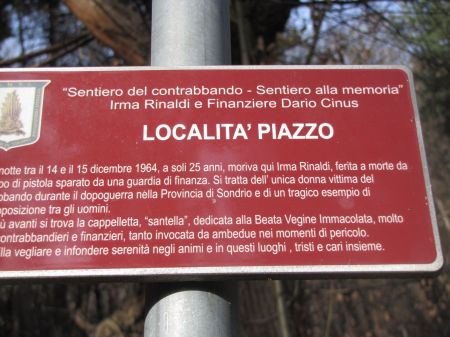 “Sentiero del contrabbando - Sentiero alla memoria”
Irma Rinaldi e Finanziere Dario Cinus
LOCALITA’ PIAZZO
notte tra il 14 e il 15 dicembre 1964, a soli 25 anni, moriva qui Irma Rinaldi, ferita a morte da
po di pistola sparato da una guardia di finanza. Si tratta dell’ unica donna vittima del
bbando durante il dopoguerra nella Provincia di Sondrio e di un tragico esempio di
posizione tra gli uomini.
ù avanti si trova la cappelletta, “santella”, dedicata alla Beata Vegine Immacolata, molto
contrabbandieri e finanzieri, tanto invocata da ambedue nei momenti di pericolo.
lla vegliare e infondere serenità negli animi e in questi luoghi , tristi e cari insieme.